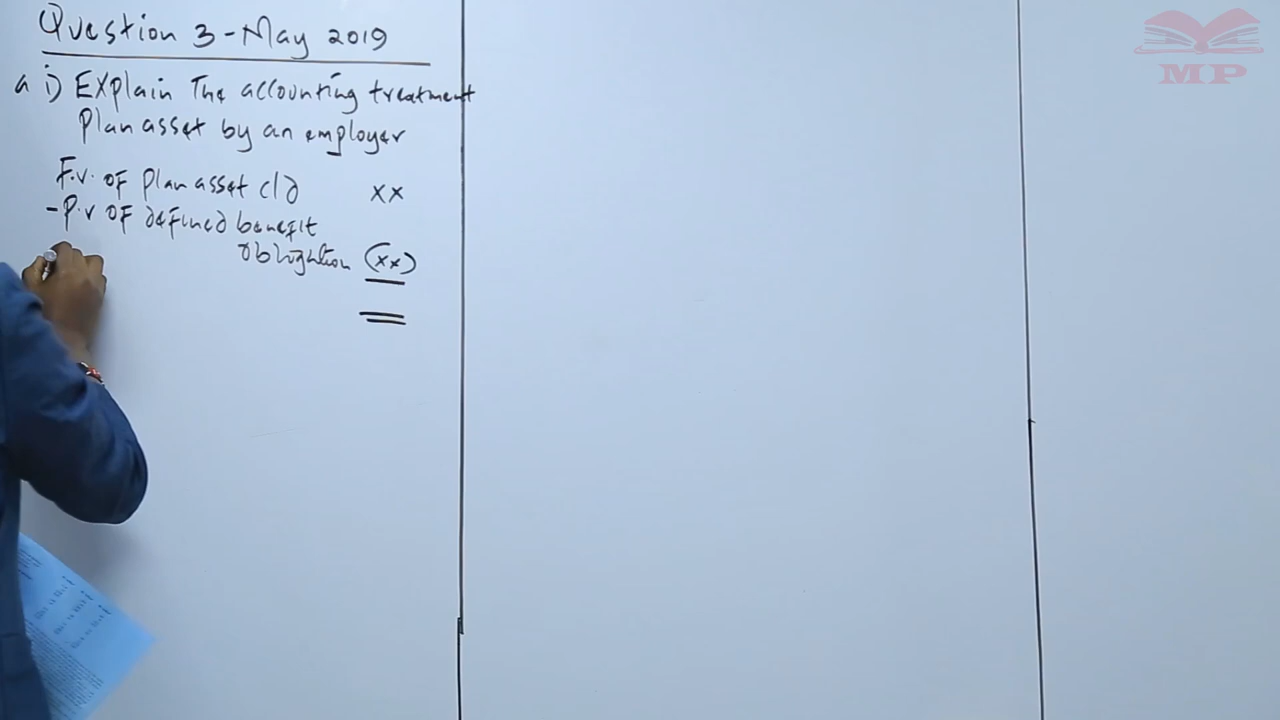 Question 3 - May 2019
a i) Explain The accounting treatment
Plan asset by an employer
F.v. of plan asset c/d xx
- P.v of defined benefit
obligation (xx)
MP